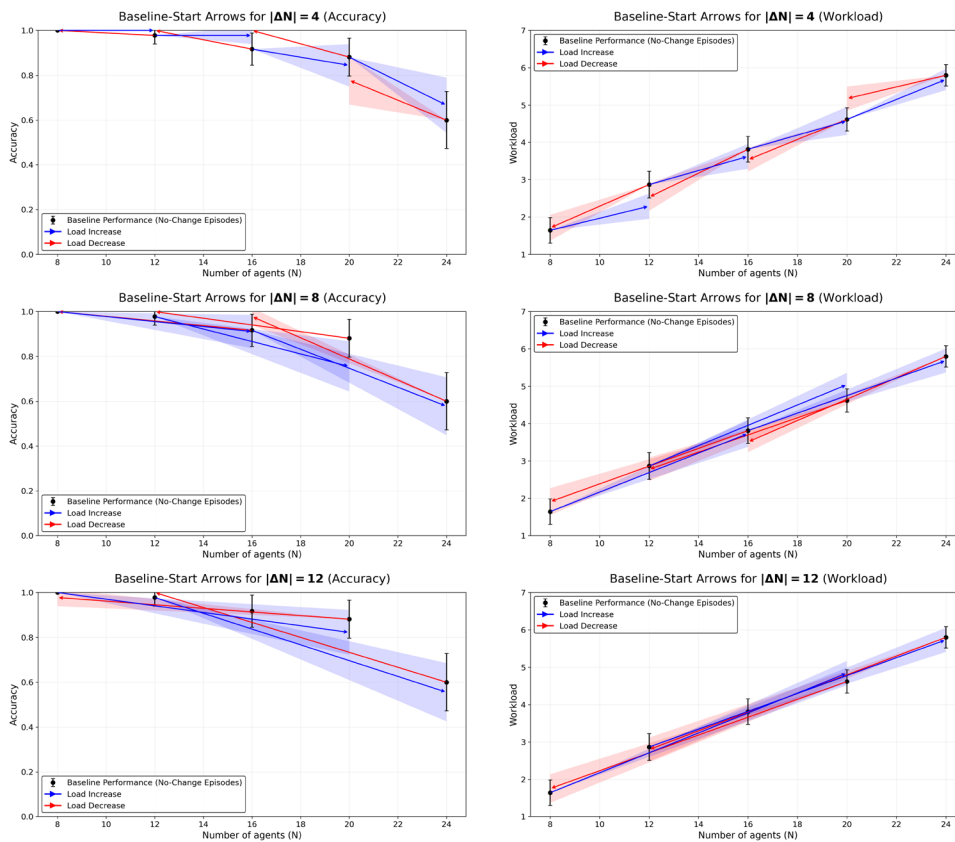 Baseline-Start Arrows for |ΔN| = 4 (Accuracy)
1.0
0.8
0.6
0.4
0.2
0.0
Accuracy
Baseline Performance (No-Change Episodes)
Load Increase
Load Decrease
8 10 12 14 16 18 20 22 24
Number of agents (N)
Baseline-Start Arrows for |ΔN| = 4 (Workload)
7
6
5
4
3
2
1
Workload
Baseline Performance (No-Change Episodes)
Load Increase
Load Decrease
8 10 12 14 16 18 20 22 24
Number of agents (N)
Baseline-Start Arrows for |ΔN| = 8 (Accuracy)
1.0
0.8
0.6
0.4
0.2
0.0
Accuracy
Baseline Performance (No-Change Episodes)
Load Increase
Load Decrease
8 10 12 14 16 18 20 22 24
Number of agents (N)
Baseline-Start Arrows for |ΔN| = 8 (Workload)
7
6
5
4
3
2
1
Workload
Baseline Performance (No-Change Episodes)
Load Increase
Load Decrease
8 10 12 14 16 18 20 22 24
Number of agents (N)
Baseline-Start Arrows for |ΔN| = 12 (Accuracy)
1.0
0.8
0.6
0.4
0.2
0.0
Accuracy
Baseline Performance (No-Change Episodes)
Load Increase
Load Decrease
8 10 12 14 16 18 20 22 24
Number of agents (N)
Baseline-Start Arrows for |ΔN| = 12 (Workload)
7
6
5
4
3
2
1
Workload
Baseline Performance (No-Change Episodes)
Load Increase
Load Decrease
8 10 12 14 16 18 20 22 24
Number of agents (N)